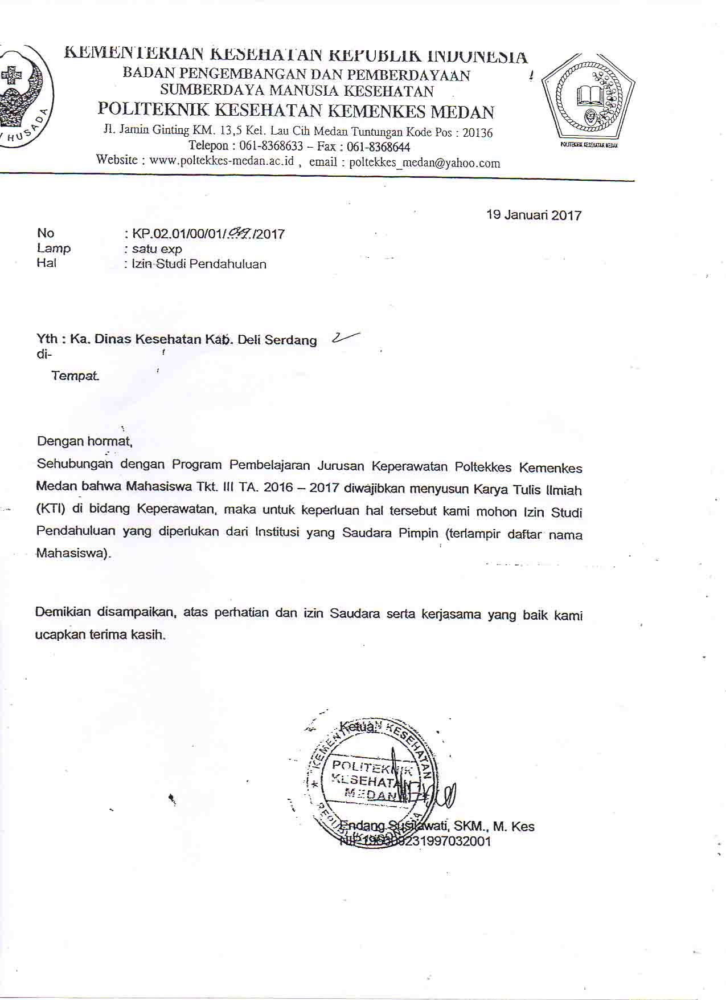 KEMENTERIAN KESEHATAN REPUBLIK INDONESIA
BADAN PENGEMBANGAN DAN PEMBERDAYAAN
SUMBERDAYA MANUSIA KESEHATAN
POLITEKNIK KESEHATAN KEMENKES MEDAN
Jl. Jamin Ginting KM. 13,5 Kel. Lau Cih Medan Tuntungan Kode Pos : 20136
Telepon : 061-8368633 – Fax : 061-8368644
Website : www.poltekkes-medan.ac.id , email : poltekkes_medan@yahoo.com
HUSADA
POLITEKNIK KESEHATAN MEDAN
19 Januari 2017
No : KP.02.01/00/01/ /2017
Lamp : satu exp
Hal : Izin Studi Pendahuluan
Yth : Ka. Dinas Kesehatan Kab. Deli Serdang
di-
Tempat.
Dengan hormat,
Sehubungan dengan Program Pembelajaran Jurusan Keperawatan Poltekkes Kemenkes
Medan bahwa Mahasiswa Tkt. III TA. 2016 – 2017 diwajibkan menyusun Karya Tulis Ilmiah
(KTI) di bidang Keperawatan, maka untuk keperluan hal tersebut kami mohon Izin Studi
Pendahuluan yang diperlukan dari Institusi yang Saudara Pimpin (terlampir daftar nama
Mahasiswa).
Demikian disampaikan, atas perhatian dan izin Saudara serta kerjasama yang baik kami
ucapkan terima kasih.
Ketua,
KEMENTERIAN KESEHATAN
POLITEKNIK
KESEHATAN
MEDAN
REPUBLIK INDONESIA
Endang Susilawati, SKM., M. Kes
NIP